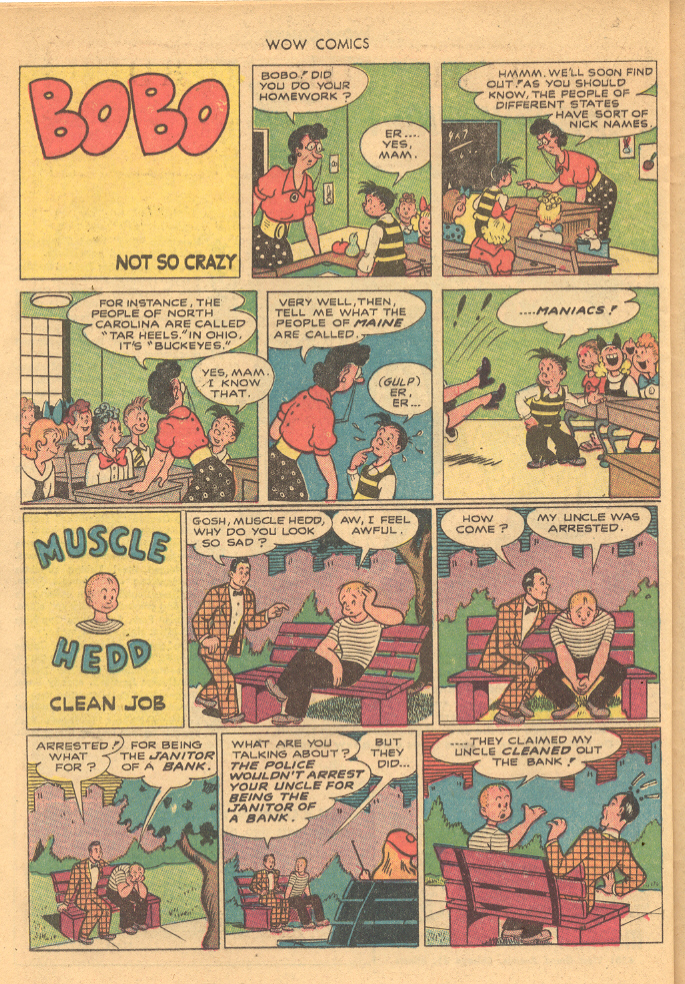 WOW COMICS
BOBO
NOT SO CRAZY
BOBO! DID
YOU DO YOUR
HOMEWORK?
ER....
YES,
MAM.
HMMM. WE'LL SOON FIND
OUT! AS YOU SHOULD
KNOW, THE PEOPLE OF
DIFFERENT STATES
HAVE SORT OF
NICK NAMES.
FOR INSTANCE, THE
PEOPLE OF NORTH
CAROLINA ARE CALLED
"TAR HEELS." IN OHIO,
IT'S "BUCKEYES."
YES, MAM.
I KNOW
THAT.
VERY WELL, THEN,
TELL ME WHAT THE
PEOPLE OF MAINE
ARE CALLED.
(GULP)
ER,
ER...
....MANIACS!
MUSCLE
HEDD
CLEAN JOB
GOSH, MUSCLE HEDD,
WHY DO YOU LOOK
SO SAD?
AW, I FEEL
AWFUL.
HOW
COME?
MY UNCLE WAS
ARRESTED.
ARRESTED!
WHAT
FOR?
FOR BEING
THE JANITOR
OF A BANK.
WHAT ARE YOU
TALKING ABOUT?
THE POLICE
WOULDN'T ARREST
YOUR UNCLE FOR
BEING THE
JANITOR OF
A BANK.
BUT
THEY
DID...
....THEY CLAIMED MY
UNCLE CLEANED OUT
THE BANK!